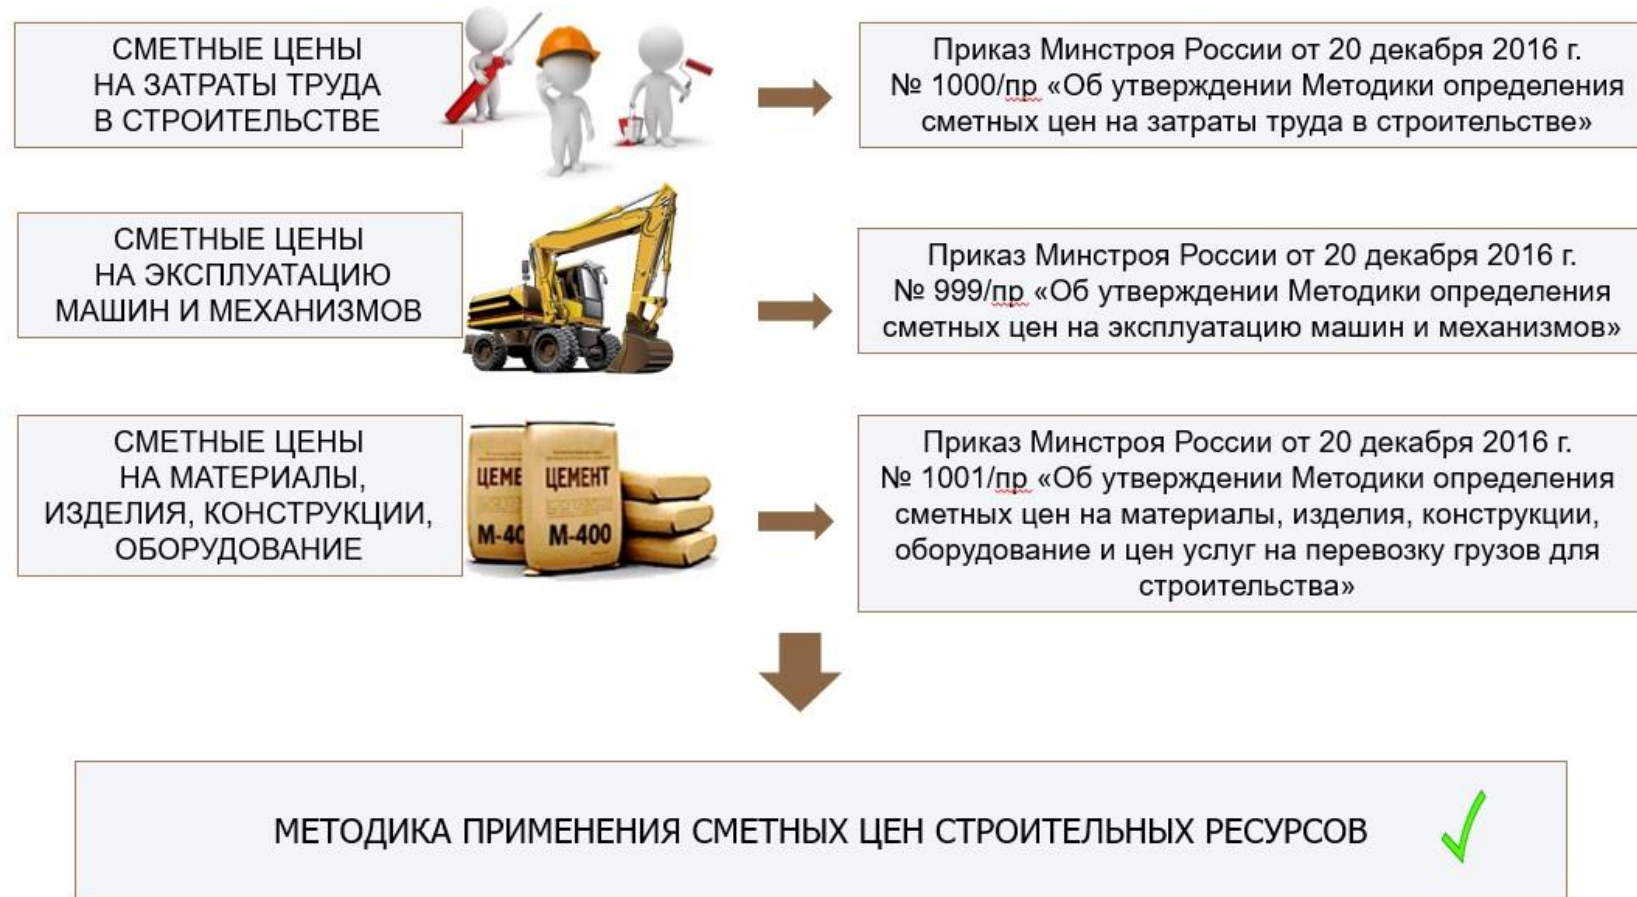 СМЕТНЫЕ ЦЕНЫ
НА ЗАТРАТЫ ТРУДА
В СТРОИТЕЛЬСТВЕ
Приказ Минстроя России от 20 декабря 2016 г.
№ 1000/пр «Об утверждении Методики определения
сметных цен на затраты труда в строительстве»
СМЕТНЫЕ ЦЕНЫ
НА ЭКСПЛУАТАЦИЮ
МАШИН И МЕХАНИЗМОВ
Приказ Минстроя России от 20 декабря 2016 г.
№ 999/пр «Об утверждении Методики определения
сметных цен на эксплуатацию машин и механизмов»
СМЕТНЫЕ ЦЕНЫ
НА МАТЕРИАЛЫ,
ИЗДЕЛИЯ, КОНСТРУКЦИИ,
ОБОРУДОВАНИЕ
ЦЕМЕ
М-40
ЦЕМЕНТ
М-400
Приказ Минстроя России от 20 декабря 2016 г.
№ 1001/пр «Об утверждении Методики определения
сметных цен на материалы, изделия, конструкции,
оборудование и цен услуг на перевозку грузов для
строительства»
МЕТОДИКА ПРИМЕНЕНИЯ СМЕТНЫХ ЦЕН СТРОИТЕЛЬНЫХ РЕСУРСОВ